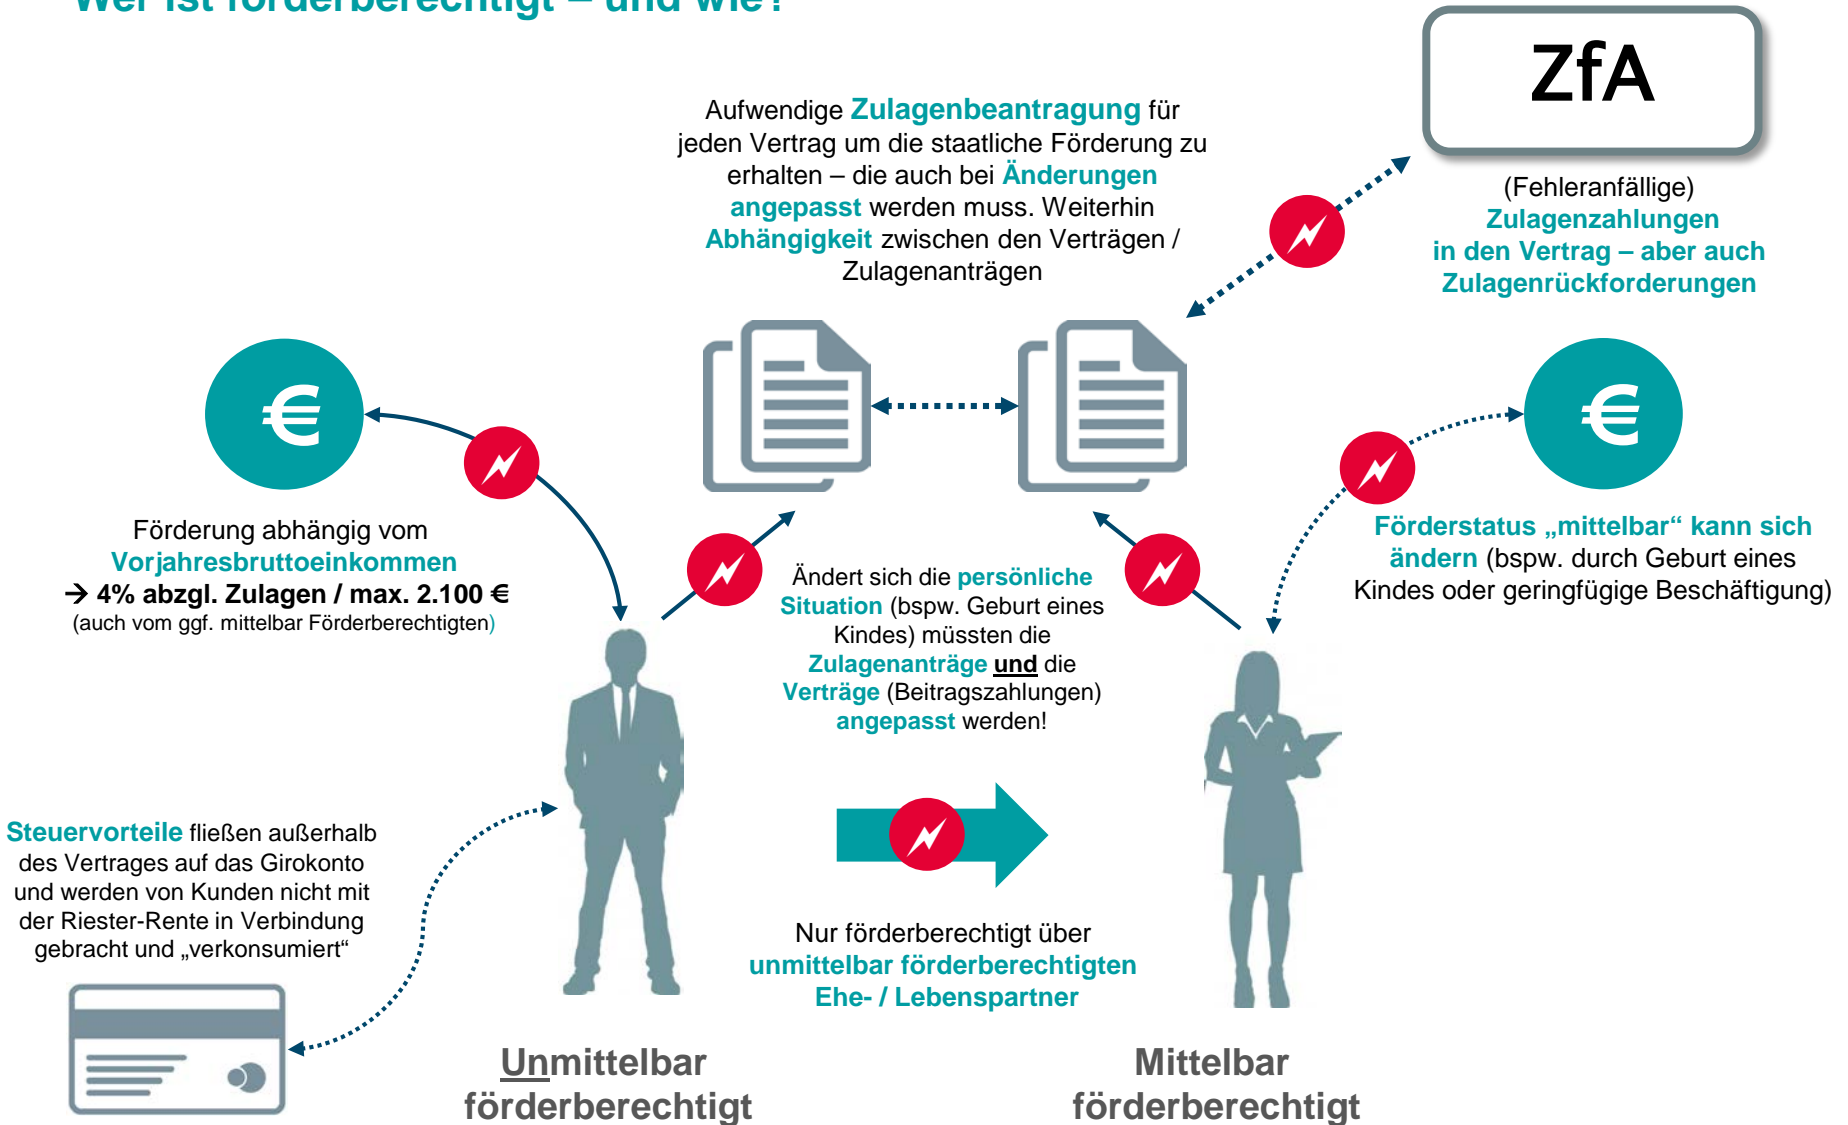 Wer ist förderberechtigt – und wie?
ZfA
Aufwendige Zulagenbeantragung für
jeden Vertrag um die staatliche Förderung zu
erhalten – die auch bei Änderungen
angepasst werden muss. Weiterhin
Abhängigkeit zwischen den Verträgen /
Zulagenanträgen
(Fehleranfällige)
Zulagenzahlungen
in den Vertrag – aber auch
Zulagenrückforderungen
€
€
Förderung abhängig vom
Vorjahresbruttoeinkommen
→ 4% abzgl. Zulagen / max. 2.100 €
(auch vom ggf. mittelbar Förderberechtigten)
Förderstatus „mittelbar“ kann sich
ändern (bspw. durch Geburt eines
Kindes oder geringfügige Beschäftigung)
Ändert sich die persönliche
Situation (bspw. Geburt eines
Kindes) müssten die
Zulagenanträge und die
Verträge (Beitragszahlungen)
angepasst werden!
Steuervorteile fließen außerhalb
des Vertrages auf das Girokonto
und werden von Kunden nicht mit
der Riester-Rente in Verbindung
gebracht und „verkonsumiert“
Nur förderberechtigt über
unmittelbar förderberechtigten
Ehe- / Lebenspartner
Unmittelbar
förderberechtigt
Mittelbar
förderberechtigt